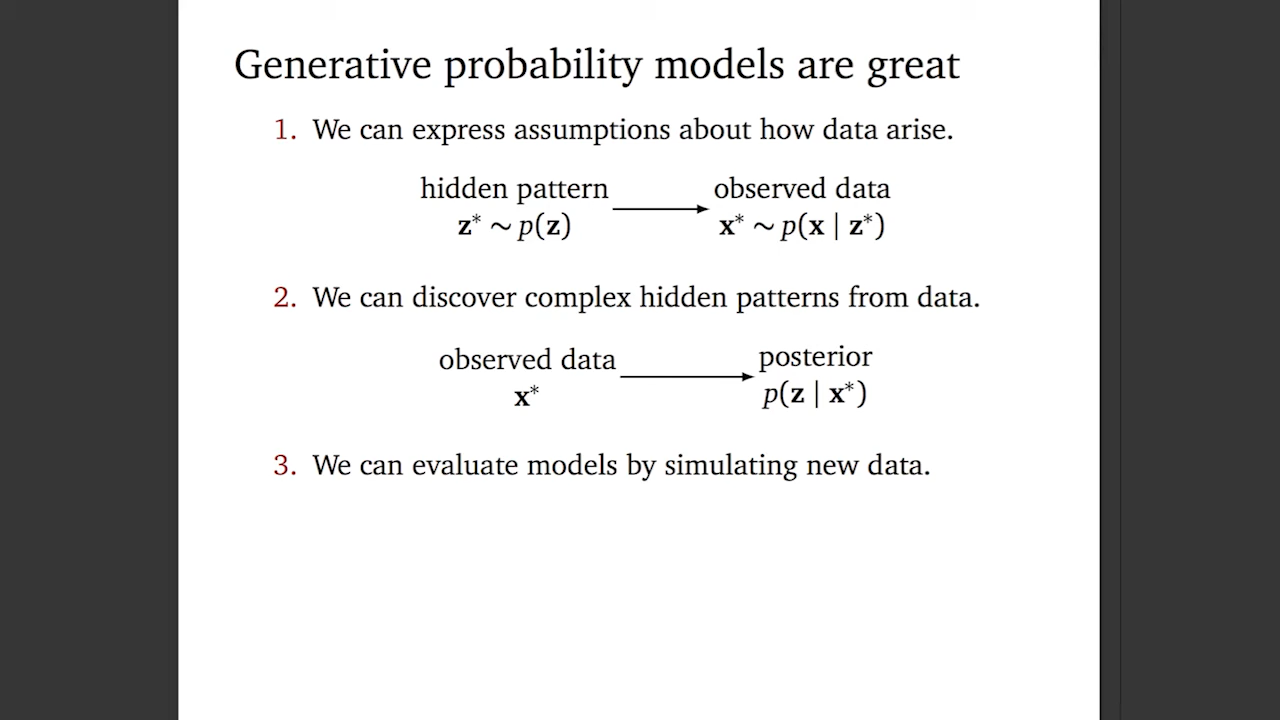 Generative probability models are great
1. We can express assumptions about how data arise.
hidden pattern observed data
z* ~ p(z) x* ~ p(x | z*)
2. We can discover complex hidden patterns from data.
observed data posterior
x* p(z | x*)
3. We can evaluate models by simulating new data.